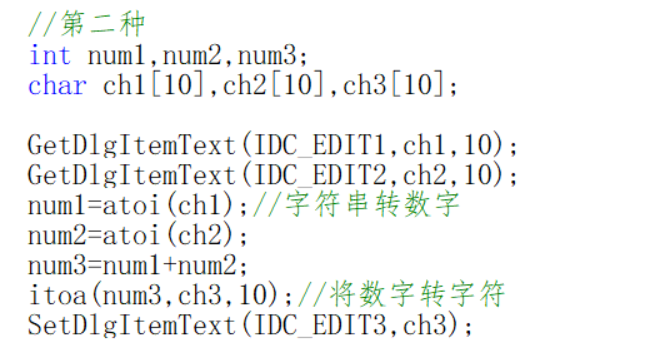 //第二种
int num1,num2,num3;
char ch1[10],ch2[10],ch3[10];
GetDlgItemText(IDC_EDIT1,ch1,10);
GetDlgItemText(IDC_EDIT2,ch2,10);
num1=atoi(ch1);//字符串转数字
num2=atoi(ch2);
num3=num1+num2;
itoa(num3,ch3,10);//将数字转字符
SetDlgItemText(IDC_EDIT3,ch3);